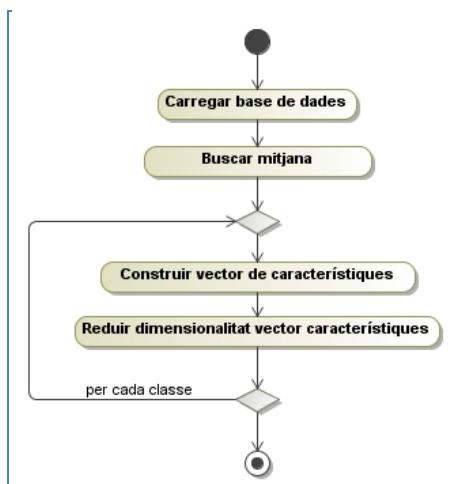 Carregar base de dades
Buscar mitjana
Construir vector de característiques
Reduir dimensionalitat vector característiques
per cada classe